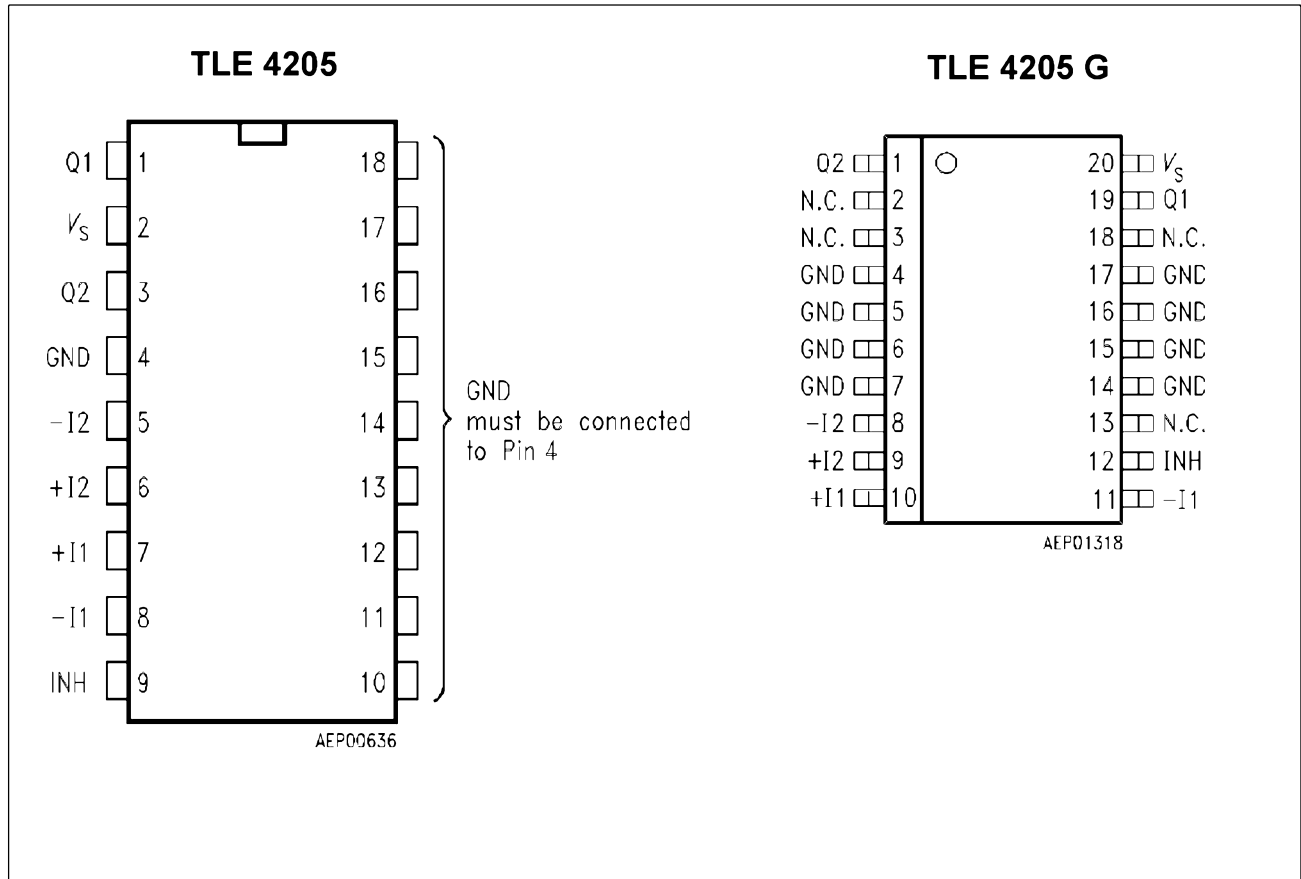 TLE 4205
Q1 1 18
VS 2 17
Q2 3 16
GND 4 15
-I2 5 14
+I2 6 13
+I1 7 12
-I1 8 11
INH 9 10
GND
must be connected
to Pin 4
AEP00636
TLE 4205 G
Q2 1 20 VS
N.C. 2 19 Q1
N.C. 3 18 N.C.
GND 4 17 GND
GND 5 16 GND
GND 6 15 GND
GND 7 14 GND
-I2 8 13 N.C.
+I2 9 12 INH
+I1 10 11 -I1
AEP01318